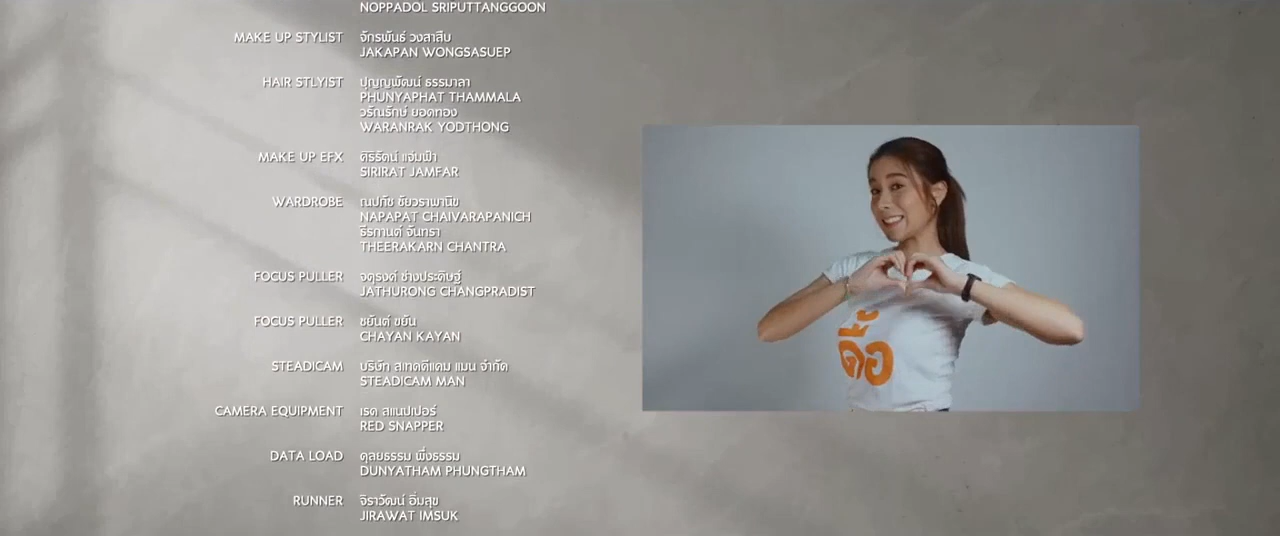 NOPPADOL SRIPUTTANGGOON
MAKE UP STYLIST จักรพันธ์ วงสาสืบ
JAKAPAN WONGSASUEP
HAIR STLYIST ปุญญพัฒน์ ธรรมาลา
PHUNYAPHAT THAMMALA
วรัณรักษ์ ยอดทอง
WARANRAK YODTHONG
MAKE UP EFX ศิริรัตน์ แจ่มฟ้า
SIRIRAT JAMFAR
WARDROBE ณปภัช ชัยวราพานิช
NAPAPAT CHAIVARAPANICH
ธีรกานต์ จันทรา
THEERAKARN CHANTRA
FOCUS PULLER จตุรงค์ ช่างประดิษฐ์
JATHURONG CHANGPRADIST
FOCUS PULLER ชยันต์ ขยัน
CHAYAN KAYAN
STEADICAM บริษัท สเทดดีแคม แมน จำกัด
STEADICAM MAN
CAMERA EQUIPMENT เรด สแนปเปอร์
RED SNAPPER
DATA LOAD ดุลยธรรม พึ่งธรรม
DUNYATHAM PHUNGTHAM
RUNNER จิราวัฒน์ อิ่มสุข
JIRAWAT IMSUK
ดื้อ